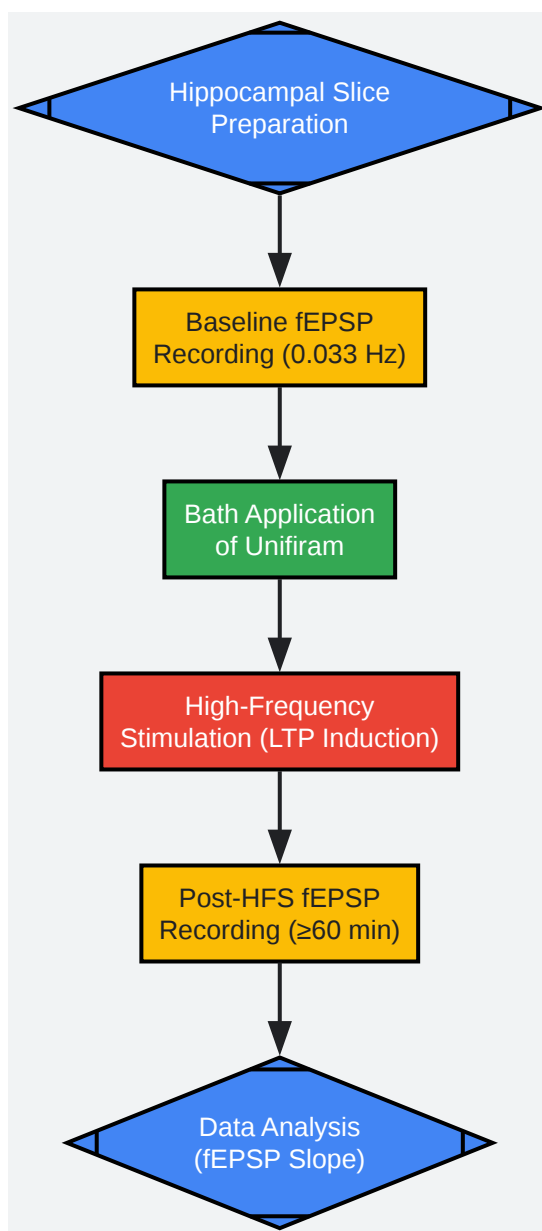 Hippocampal Slice
Preparation
Baseline fEPSP
Recording (0.033 Hz)
Bath Application
of Unifiram
High-Frequency
Stimulation (LTP Induction)
Post-HFS fEPSP
Recording (≥60 min)
Data Analysis
(fEPSP Slope)